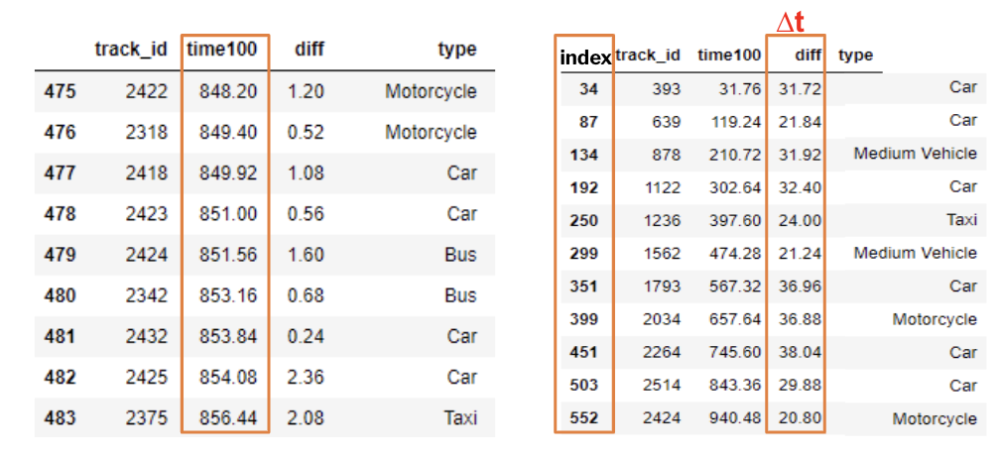 track_id time100 diff type
475 2422 848.20 1.20 Motorcycle
476 2318 849.40 0.52 Motorcycle
477 2418 849.92 1.08 Car
478 2423 851.00 0.56 Car
479 2424 851.56 1.60 Bus
480 2342 853.16 0.68 Bus
481 2432 853.84 0.24 Car
482 2425 854.08 2.36 Car
483 2375 856.44 2.08 Taxi
Δt
index track_id time100 diff type
34 393 31.76 31.72 Car
87 639 119.24 21.84 Car
134 878 210.72 31.92 Medium Vehicle
192 1122 302.64 32.40 Car
250 1236 397.60 24.00 Taxi
299 1562 474.28 21.24 Medium Vehicle
351 1793 567.32 36.96 Car
399 2034 657.64 36.88 Motorcycle
451 2264 745.60 38.04 Car
503 2514 843.36 29.88 Car
552 2424 940.48 20.80 Motorcycle